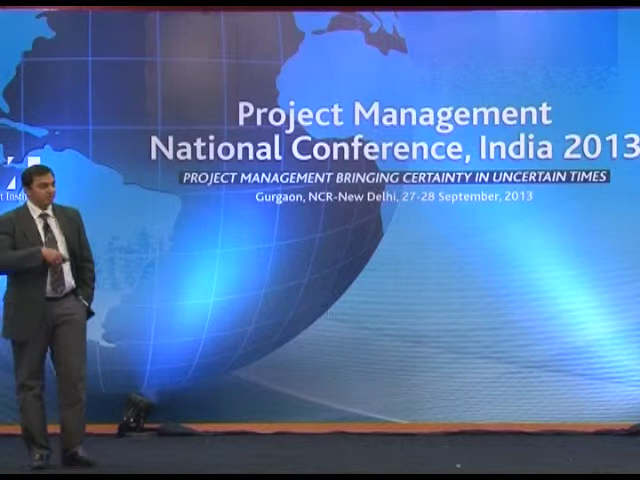 Project Management
National Conference, India 2013
PROJECT MANAGEMENT BRINGING CERTAINTY IN UNCERTAIN TIMES
Gurgaon, NCR-New Delhi, 27-28 September, 2013